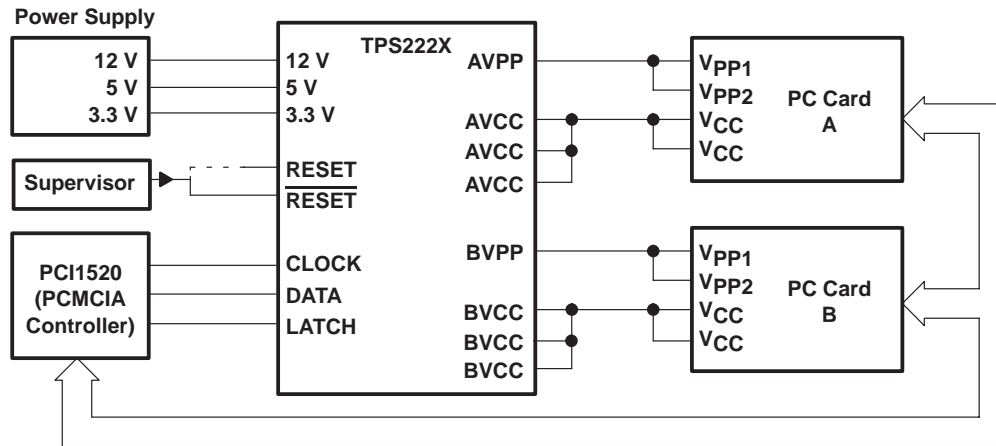 Power Supply
12 V
5 V
3.3 V
Supervisor
PCI1520
(PCMCIA
Controller)
TPS222X
12 V
5 V
3.3 V
RESET
RESET
CLOCK
DATA
LATCH
AVPP
AVCC
AVCC
AVCC
BVPP
BVCC
BVCC
BVCC
VPP1
VPP2
VCC
VCC
PC Card
A
VPP1
VPP2
VCC
VCC
PC Card
B